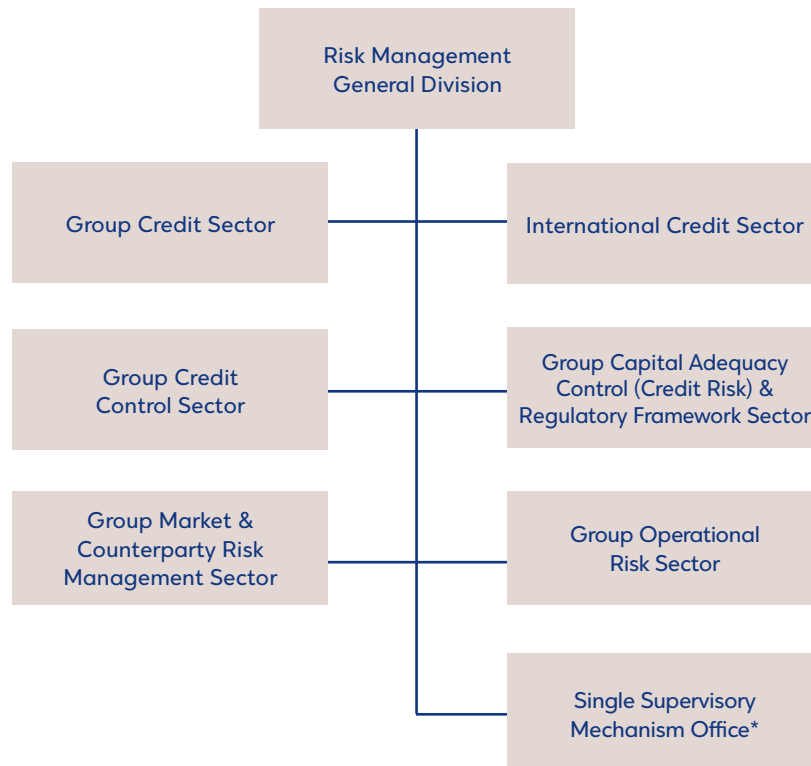 Risk Management
General Division
Group Credit Sector
International Credit Sector
Group Credit
Control Sector
Group Capital Adequacy
Control (Credit Risk) &
Regulatory Framework Sector
Group Market &
Counterparty Risk
Management Sector
Group Operational
Risk Sector
Single Supervisory
Mechanism Office*